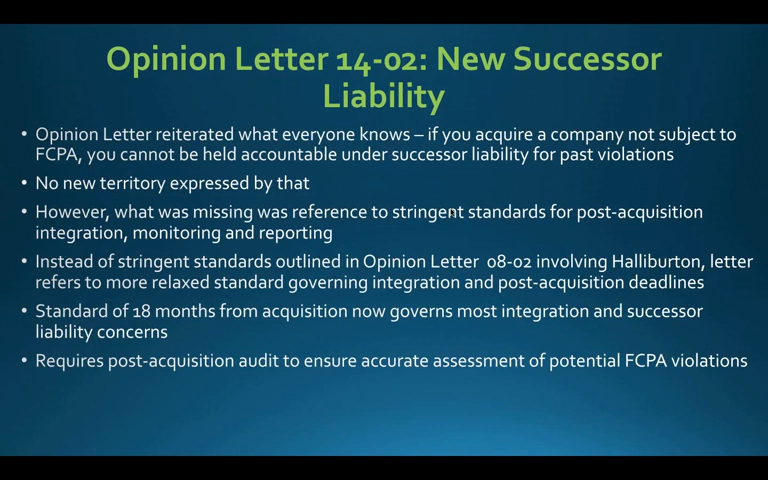 Opinion Letter 14-02: New Successor
Liability
• Opinion Letter reiterated what everyone knows – if you acquire a company not subject to
FCPA, you cannot be held accountable under successor liability for past violations
• No new territory expressed by that
• However, what was missing was reference to stringent standards for post-acquisition
integration, monitoring and reporting
• Instead of stringent standards outlined in Opinion Letter 08-02 involving Halliburton, letter
refers to more relaxed standard governing integration and post-acquisition deadlines
• Standard of 18 months from acquisition now governs most integration and successor
liability concerns
• Requires post-acquisition audit to ensure accurate assessment of potential FCPA violations